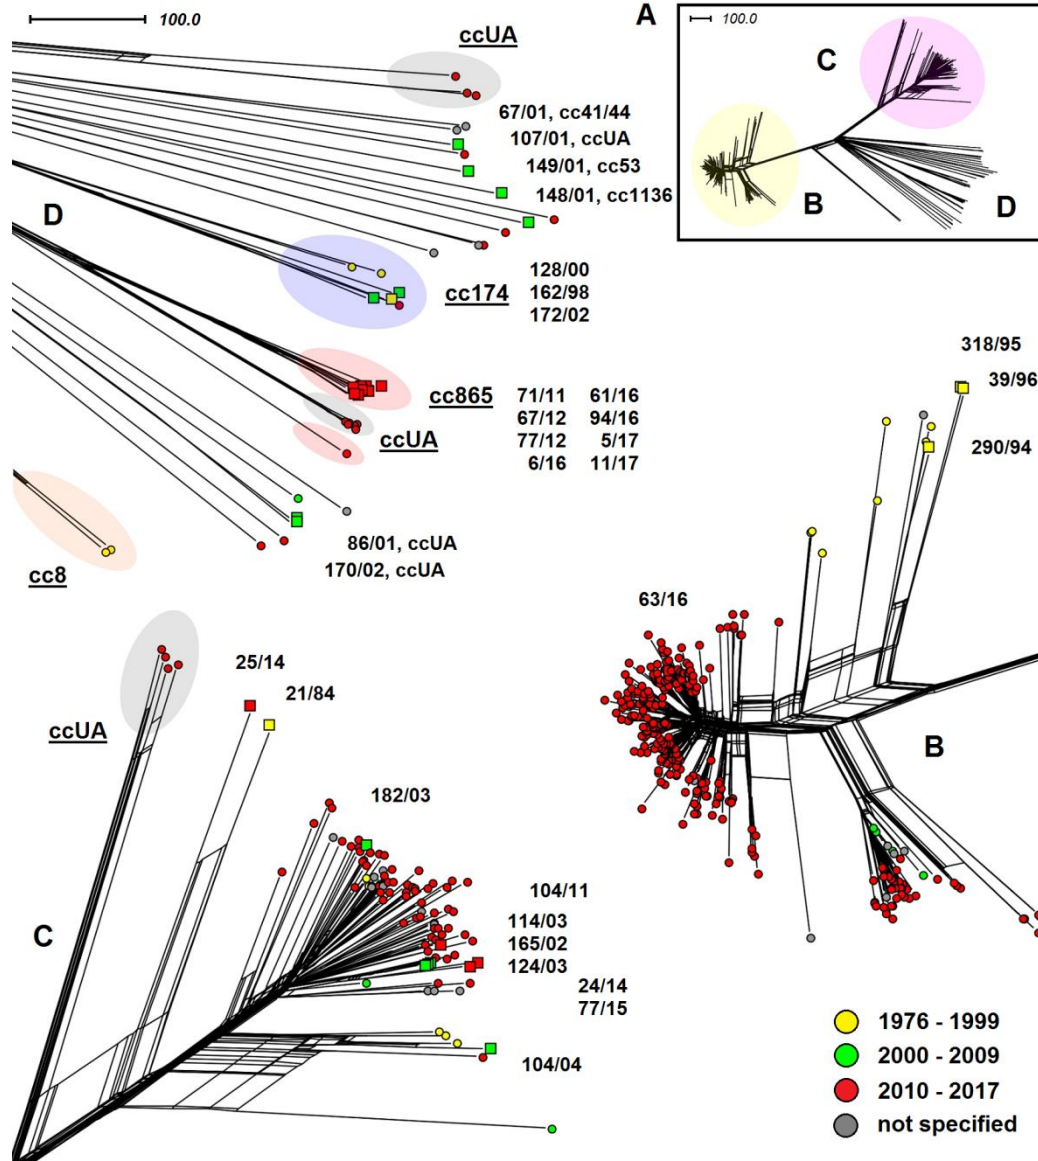 100.0
ccUA
67/01, cc41/44
107/01, ccUA
149/01, cc53
148/01, cc1136
D
128/00
cc174 162/98
172/02
cc865 71/11 61/16
67/12 94/16
ccUA 77/12 5/17
6/16 11/17
86/01, ccUA
170/02, ccUA
cc8
A
100.0
C
B
D
318/95
39/96
290/94
63/16
B
25/14
21/84
ccUA
182/03
C
104/11
114/03
165/02
124/03
24/14
77/15
104/04
1976 - 1999
2000 - 2009
2010 - 2017
not specified